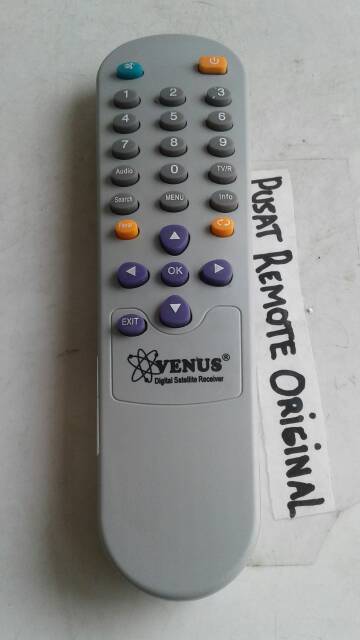 1 2 3
4 5 6
7 8 9
Audio 0 TV/R
Search MENU Info
OK
EXIT
VENUS®
Digital Satellite Receiver
PUSAT REMOTE ORIGINAL